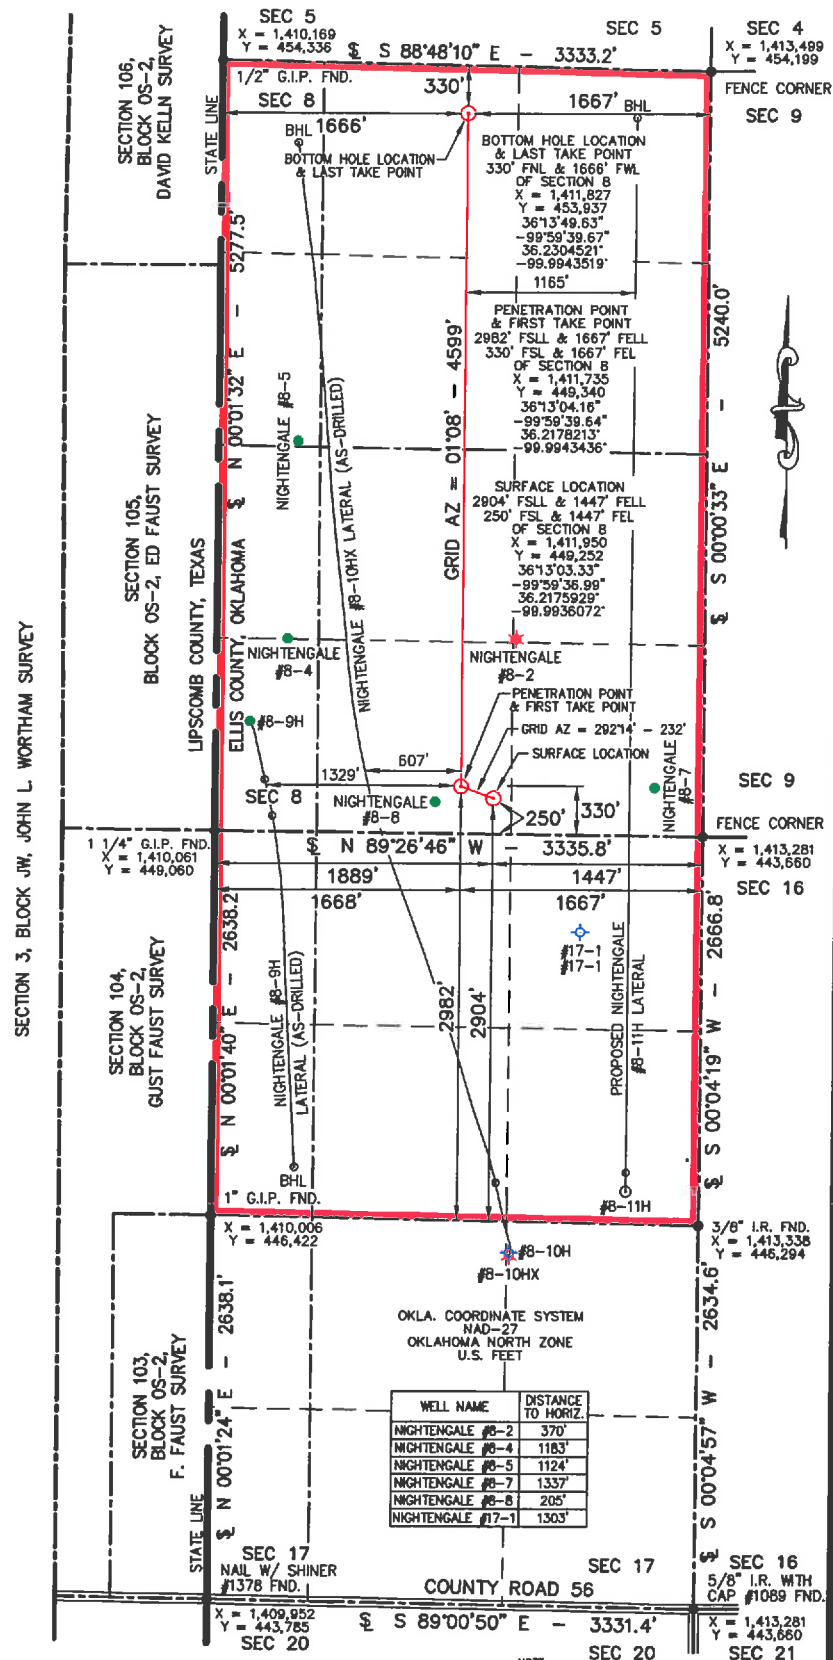 SEC 5
X = 1,410,169
Y = 454,336
℄ S 88°48'10" E - 3333.2'
SEC 5
SEC 4
X = 1,413,499
Y = 454,199
1/2" G.I.P. FND.
330'
FENCE CORNER
SEC 8
1666'
1667'
BHL
SEC 9
SECTION 106,
BLOCK OS-2,
DAVID KELLN SURVEY
STATE LINE
BHL
BOTTOM HOLE LOCATION
& LAST TAKE POINT
BOTTOM HOLE LOCATION
& LAST TAKE POINT
330' FNL & 1666' FWL
OF SECTION 8
X = 1,411,827
Y = 453,937
36°13'49.63"
-99°59'39.67"
36.2304521
-99.9943519
1165'
℄ N 00°01'32" E - 5277.5'
5240.0'
℄ S 00°00'33" E -
PENETRATION POINT
& FIRST TAKE POINT
2982' FSLL & 1667' FELL
330' FSL & 1667' FEL
OF SECTION 8
X = 1,411,735
Y = 449,340
36°13'04.16"
-99°59'39.64"
36.2178213
-99.9943436
GRID AZ = 01°08' - 4599'
NIGHTENGALE #8-5
NIGHTENGALE #8-10HX LATERAL (AS-DRILLED)
SECTION 105,
BLOCK OS-2, ED FAUST SURVEY
SURFACE LOCATION
2904' FSLL & 1447' FELL
250' FSL & 1447' FEL
OF SECTION 8
X = 1,411,950
Y = 449,252
36°13'03.33"
-99°59'36.99"
36.2175929
-99.9936072
LIPSCOMB COUNTY, TEXAS
ELLIS COUNTY, OKLAHOMA
SECTION 3, BLOCK JW, JOHN L. WORTHAM SURVEY
NIGHTENGALE
#8-4
NIGHTENGALE
#8-2
PENETRATION POINT
& FIRST TAKE POINT
#8-9H
GRID AZ = 292°14' - 232'
SURFACE LOCATION
607'
1329'
NIGHTENGALE
#8-7
SEC 8
NIGHTENGALE
#8-8
250'
330'
SEC 9
FENCE CORNER
1 1/4" G.I.P. FND.
X = 1,410,061
Y = 449,060
℄ N 89°26'46" W - 3335.8'
X = 1,413,281
Y = 443,660
1889'
1447'
1668'
1667'
SEC 16
℄ N 00°01'40" E - 2638.2'
℄ S 00°04'19" W - 2666.8'
#17-1
#17-1
SECTION 104,
BLOCK OS-2,
GUST FAUST SURVEY
NIGHTENGALE #8-9H
LATERAL (AS-DRILLED)
2982'
2904'
PROPOSED NIGHTENGALE
#8-11H LATERAL
BHL
1" G.I.P. FND.
#8-11H
X = 1,410,006
Y = 446,422
3/8" I.R. FND.
X = 1,413,338
Y = 446,294
#8-10H
#8-10HX
OKLA. COORDINATE SYSTEM
NAD-27
OKLAHOMA NORTH ZONE
U.S. FEET
SECTION 103,
BLOCK OS-2,
F. FAUST SURVEY
℄ N 00°01'24" E - 2638.1'
℄ S 00°04'57" W - 2634.6'
WELL NAME DISTANCE TO HORIZ.
NIGHTENGALE #8-2 370'
NIGHTENGALE #8-4 1183'
NIGHTENGALE #8-5 1124'
NIGHTENGALE #8-7 1337'
NIGHTENGALE #8-8 205'
NIGHTENGALE #17-1 1303'
STATE LINE
SEC 17
NAIL W/ SHINER
#1378 FND.
SEC 17
SEC 16
5/8" I.R. WITH
CAP #1089 FND.
COUNTY ROAD 56
X = 1,409,952
Y = 443,785
℄ S 89°00'50" E - 3331.4'
X = 1,413,281
Y = 443,660
SEC 20
SEC 20
SEC 21